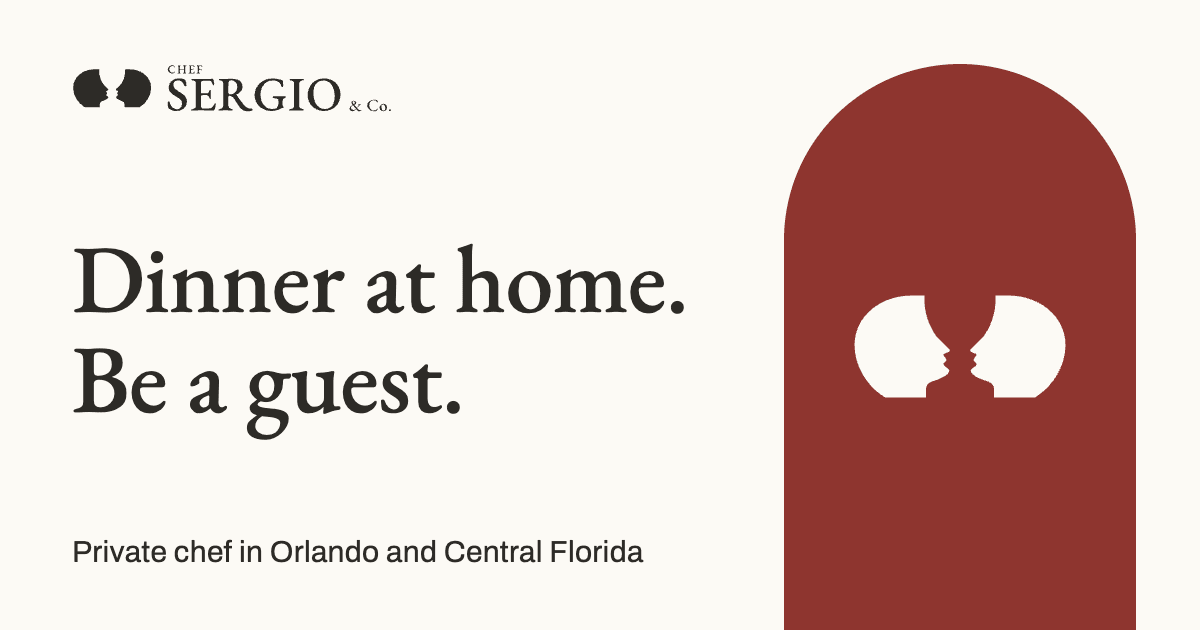 CHEF
SERGIO & Co.
Dinner at home.
Be a guest.
Private chef in Orlando and Central Florida